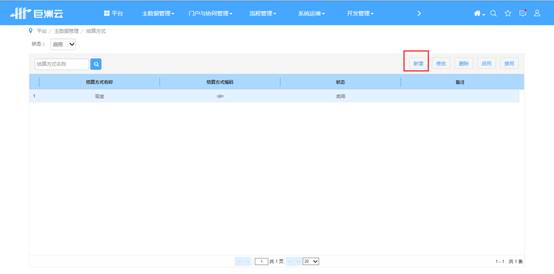 巨洲云 平台 主数据管理 门户与协同管理 流程管理 系统运维 开发管理
平台 / 主数据管理 / 结算方式
状态： 启用
结算方式名称 新增 修改 删除 启用 禁用
结算方式名称 结算方式编码 状态 备注
1 现金 启用
1 共 1 页 20 1 - 1 共 1 条